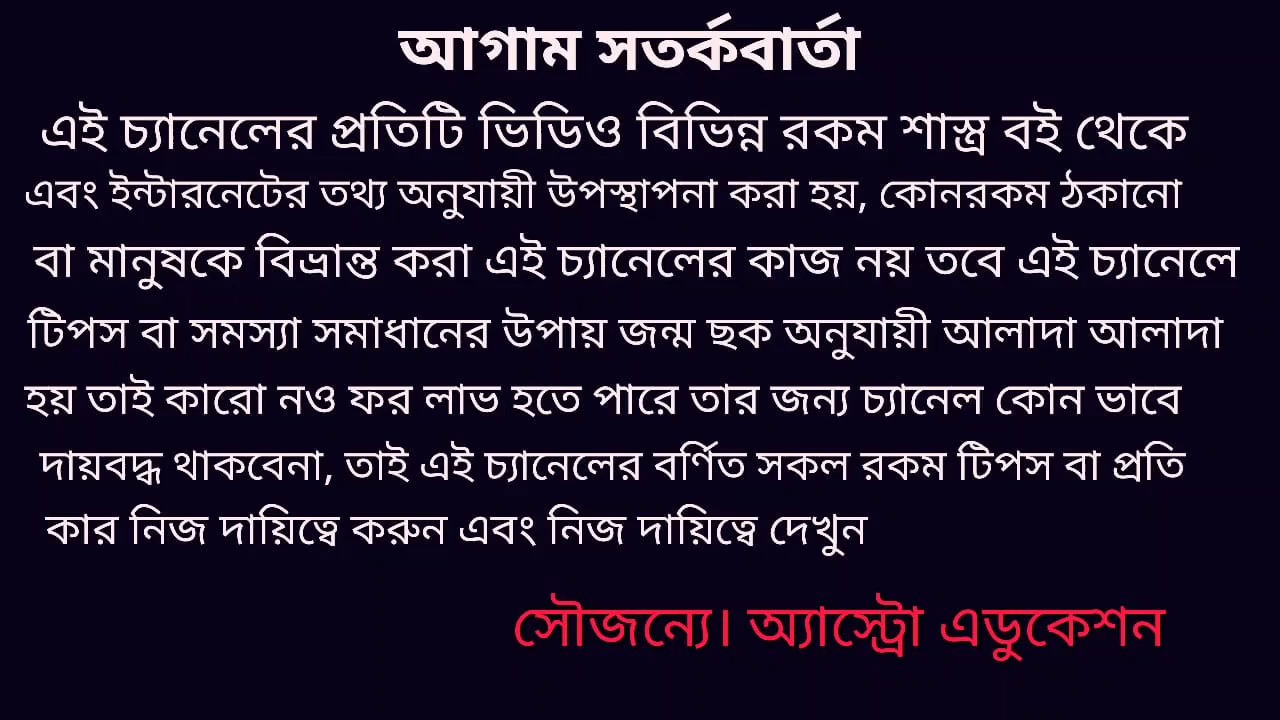 আগাম সতর্কবার্তা
এই চ্যানেলের প্রতিটি ভিডিও বিভিন্ন রকম শাস্ত্র বই থেকে
এবং ইন্টারনেটের তথ্য অনুযায়ী উপস্থাপনা করা হয়, কোনরকম ঠকানো
বা মানুষকে বিভ্রান্ত করা এই চ্যানেলের কাজ নয় তবে এই চ্যানেলে
টিপস বা সমস্যা সমাধানের উপায় জন্ম ছক অনুযায়ী আলাদা আলাদা
হয় তাই কারো নও ফর লাভ হতে পারে তার জন্য চ্যানেল কোন ভাবে
দায়বদ্ধ থাকবেনা, তাই এই চ্যানেলের বর্ণিত সকল রকম টিপস বা প্রতি
কার নিজ দায়িত্বে করুন এবং নিজ দায়িত্বে দেখুন
সৌজন্যে। অ্যাস্ট্রো এডুকেশন